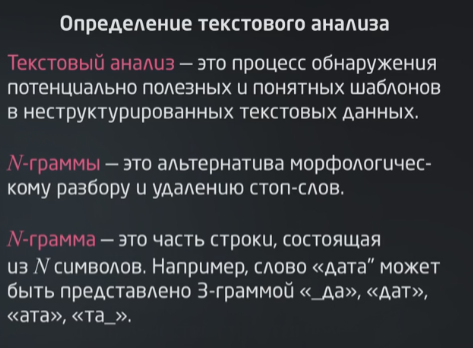 Определение текстового анализа
Текстовый анализ – это процесс обнаружения
потенциально полезных и понятных шаблонов
в неструктурированных текстовых данных.
N-граммы – это альтернатива морфологичес-
кому разбору и удалению стоп-слов.
N-грамма – это часть строки, состоящая
из N символов. Например, слово «дата" может
быть представлено 3-граммой «_да», «дат»,
«ата», «та_».